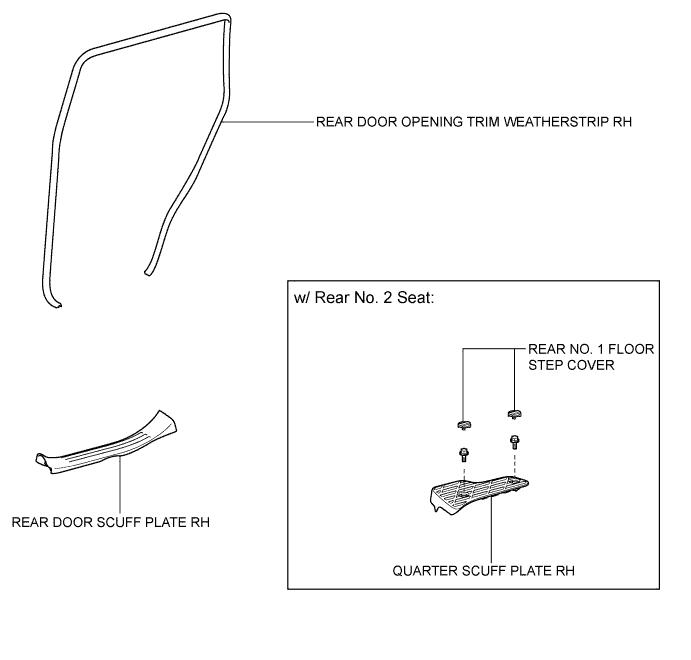 REAR DOOR OPENING TRIM WEATHERSTRIP RH
w/ Rear No. 2 Seat:
REAR NO. 1 FLOOR
STEP COVER
REAR DOOR SCUFF PLATE RH
QUARTER SCUFF PLATE RH